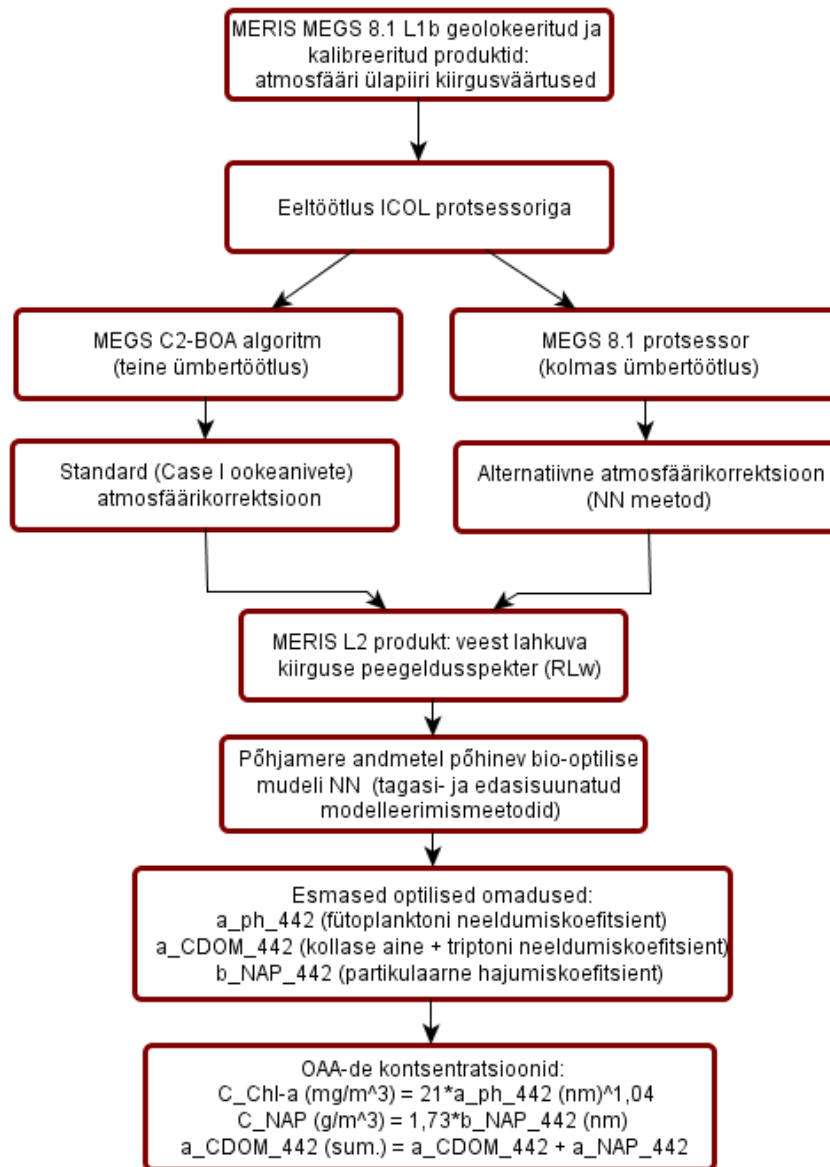 MERIS MEGS 8.1 L1b geolokeeritud ja
kalibreeritud produktid:
atmosfääri ülapiiri kiirgusväärtused
Eeltöötlus ICOL protsessoriga
MEGS C2-BOA algoritm
(teine ümbertöötlus)
MEGS 8.1 protsessor
(kolmas ümbertöötlus)
Standard (Case I ookeanivete)
atmosfäärikorrektsioon
Alternatiivne atmosfäärikorrektsioon
(NN meetod)
MERIS L2 produkt: veest lahkuva
kiirguse peegeldusspekter (RLw)
Põhjamere andmetel põhinev bio-optilise
mudeli NN (tagasi- ja edasisuunatud
modelleerimismeetodid)
Esmased optilised omadused:
a_ph_442 (fütoplanktoni neeldumiskoefitsient)
a_CDOM_442 (kollase aine + triptoni neeldumiskoefitsient)
b_NAP_442 (partikulaarne hajumiskoefitsient)
OAA-de kontsentratsioonid:
C_Chl-a (mg/m^3) = 21*a_ph_442 (nm)^1,04
C_NAP (g/m^3) = 1,73*b_NAP_442 (nm)
a_CDOM_442 (sum.) = a_CDOM_442 + a_NAP_442